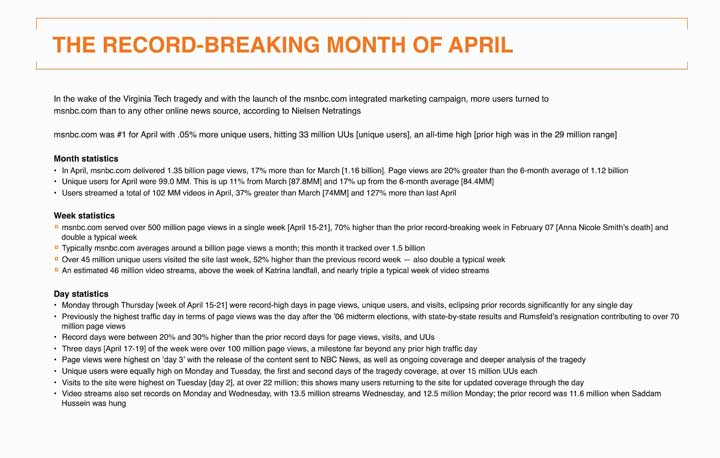 THE RECORD-BREAKING MONTH OF APRIL
In the wake of the Virginia Tech tragedy and with the launch of the msnbc.com integrated marketing campaign, more users turned to
msnbc.com than to any other online news source, according to Nielsen Netratings
msnbc.com was #1 for April with .05% more unique users, hitting 33 million UUs [unique users], an all-time high [prior high was in the 29 million range]
Month statistics
• In April, msnbc.com delivered 1.35 billion page views, 17% more than for March [1.16 billion]. Page views are 20% greater than the 6-month average of 1.12 billion
• Unique users for April were 99.0 MM. This is up 11% from March [87.8MM] and 17% up from the 6-month average [84.4MM]
• Users streamed a total of 102 MM videos in April, 37% greater than March [74MM] and 127% more than last April
Week statistics
¤ msnbc.com served over 500 million page views in a single week [April 15-21], 70% higher than the prior record-breaking week in February 07 [Anna Nicole Smith's death] and
double a typical week
• Typically msnbc.com averages around a billion page views a month; this month it tracked over 1.5 billion
¤ Over 45 million unique users visited the site last week, 52% higher than the previous record week — also double a typical week
¤ An estimated 46 million video streams, above the week of Katrina landfall, and nearly triple a typical week of video streams
Day statistics
• Monday through Thursday [week of April 15-21] were record-high days in page views, unique users, and visits, eclipsing prior records significantly for any single day
• Previously the highest traffic day in terms of page views was the day after the '06 midterm elections, with state-by-state results and Rumsfeld's resignation contributing to over 70
million page views
• Record days were between 20% and 30% higher than the prior record days for page views, visits, and UUs
• Three days [April 17-19] of the week were over 100 million page views, a milestone far beyond any prior high traffic day
• Page views were highest on 'day 3' with the release of the content sent to NBC News, as well as ongoing coverage and deeper analysis of the tragedy
• Unique users were equally high on Monday and Tuesday, the first and second days of the tragedy coverage, at over 15 million UUs each
• Visits to the site were highest on Tuesday [day 2], at over 22 million; this shows many users returning to the site for updated coverage through the day
• Video streams also set records on Monday and Wednesday, with 13.5 million streams Wednesday, and 12.5 million Monday; the prior record was 11.6 million when Saddam
Hussein was hung